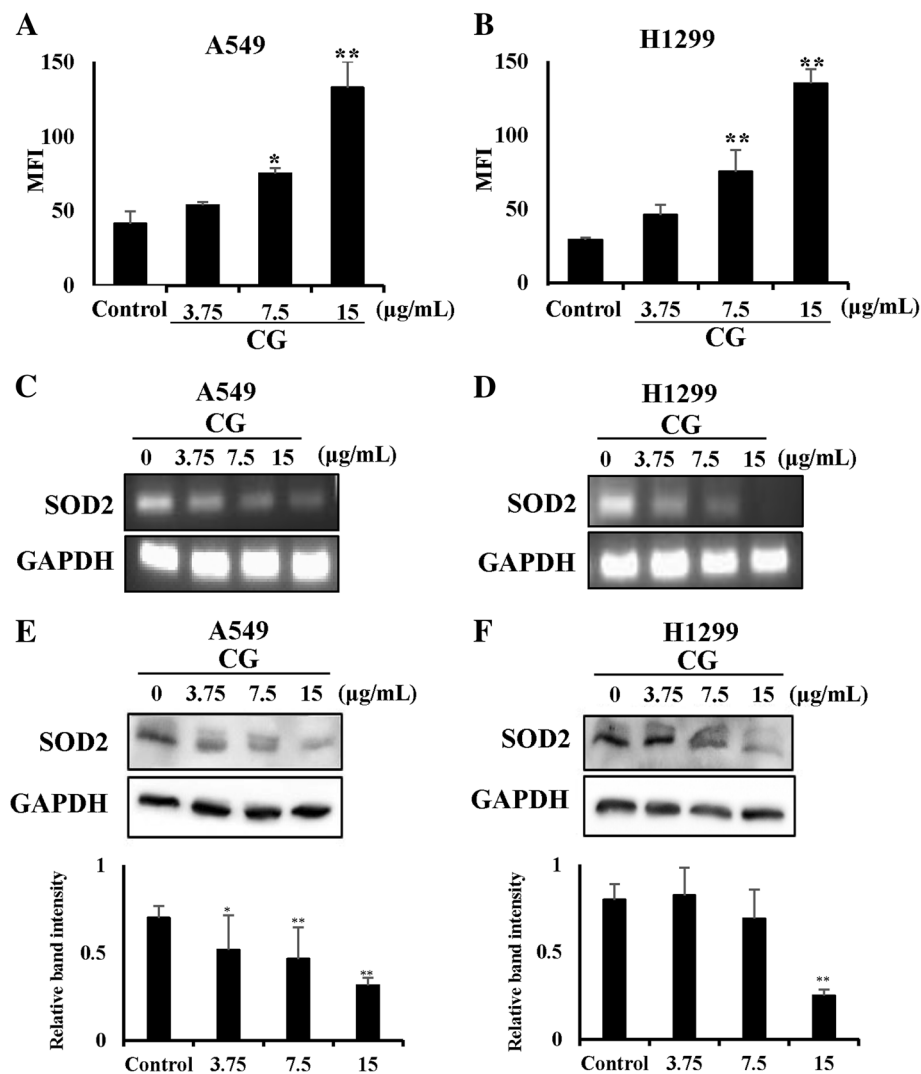 A
A549
150
100
50
0
MFI
*
**
Control
3.75
7.5
15
(µg/mL)
CG
B
H1299
150
100
50
0
MFI
**
**
Control
3.75
7.5
15
(µg/mL)
CG
C
A549
CG
0 3.75 7.5 15 (µg/mL)
SOD2
GAPDH
D
H1299
CG
0 3.75 7.5 15 (µg/mL)
SOD2
GAPDH
E
A549
CG
0 3.75 7.5 15 (µg/mL)
SOD2
GAPDH
1
0.5
0
Relative band intensity
*
**
**
Control 3.75 7.5 15
F
H1299
CG
0 3.75 7.5 15 (µg/mL)
SOD2
GAPDH
1
0.5
0
Relative band intensity
**
Control 3.75 7.5 15